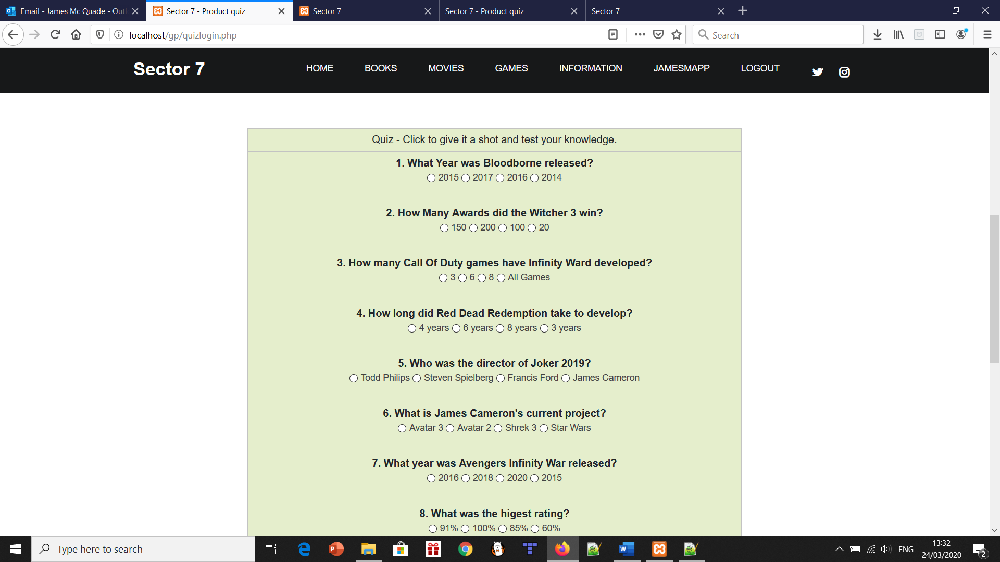 Email - James Mc Quade - Outl
Sector 7 - Product quiz
Sector 7
Sector 7 - Product quiz
Sector 7
localhost/gp/quizlogin.php
Search
Sector 7
HOME
BOOKS
MOVIES
GAMES
INFORMATION
JAMESMAPP
LOGOUT
Quiz - Click to give it a shot and test your knowledge.
1. What Year was Bloodborne released?
2015 2017 2016 2014
2. How Many Awards did the Witcher 3 win?
150 200 100 20
3. How many Call Of Duty games have Infinity Ward developed?
3 6 8 All Games
4. How long did Red Dead Redemption take to develop?
4 years 6 years 8 years 3 years
5. Who was the director of Joker 2019?
Todd Philips Steven Spielberg Francis Ford James Cameron
6. What is James Cameron's current project?
Avatar 3 Avatar 2 Shrek 3 Star Wars
7. What year was Avengers Infinity War released?
2016 2018 2020 2015
8. What was the higest rating?
91% 100% 85% 60%
Type here to search
ENG
13:32
24/03/2020
2